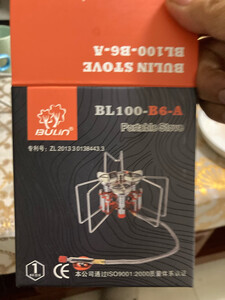 BULIN STOVE
BL100-B6-A
BULIN
BL100-B6-A
Portable Stove
专利号：ZL 2013 3 0138443.3
1
本公司通过ISO9001:2000质量体系认证